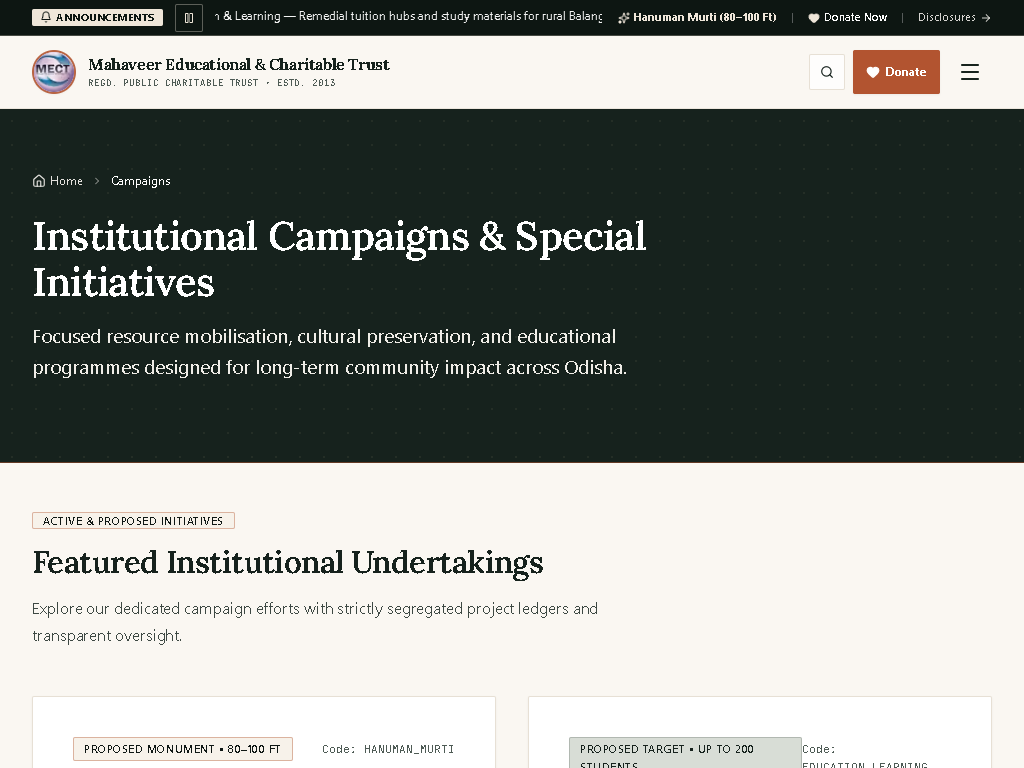 ANNOUNCEMENTS
& Learning — Remedial tuition hubs and study materials for rural
Hanuman Murti (80–100 Ft)
Donate Now
Disclosures →
MECT
Mahaveer Educational & Charitable Trust
REGD. PUBLIC CHARITABLE TRUST • ESTD. 2013
Donate
Home
Campaigns
Institutional Campaigns & Special
Initiatives
Focused resource mobilisation, cultural preservation, and educational
programmes designed for long-term community impact across Odisha.
ACTIVE & PROPOSED INITIATIVES
Featured Institutional Undertakings
Explore our dedicated campaign efforts with strictly segregated project ledgers and
transparent oversight.
PROPOSED MONUMENT • 80–100 FT
Code: HANUMAN_MURTI
PROPOSED TARGET • UP TO 200
STUDENTS
Code:
EDUCATION_LEARNING